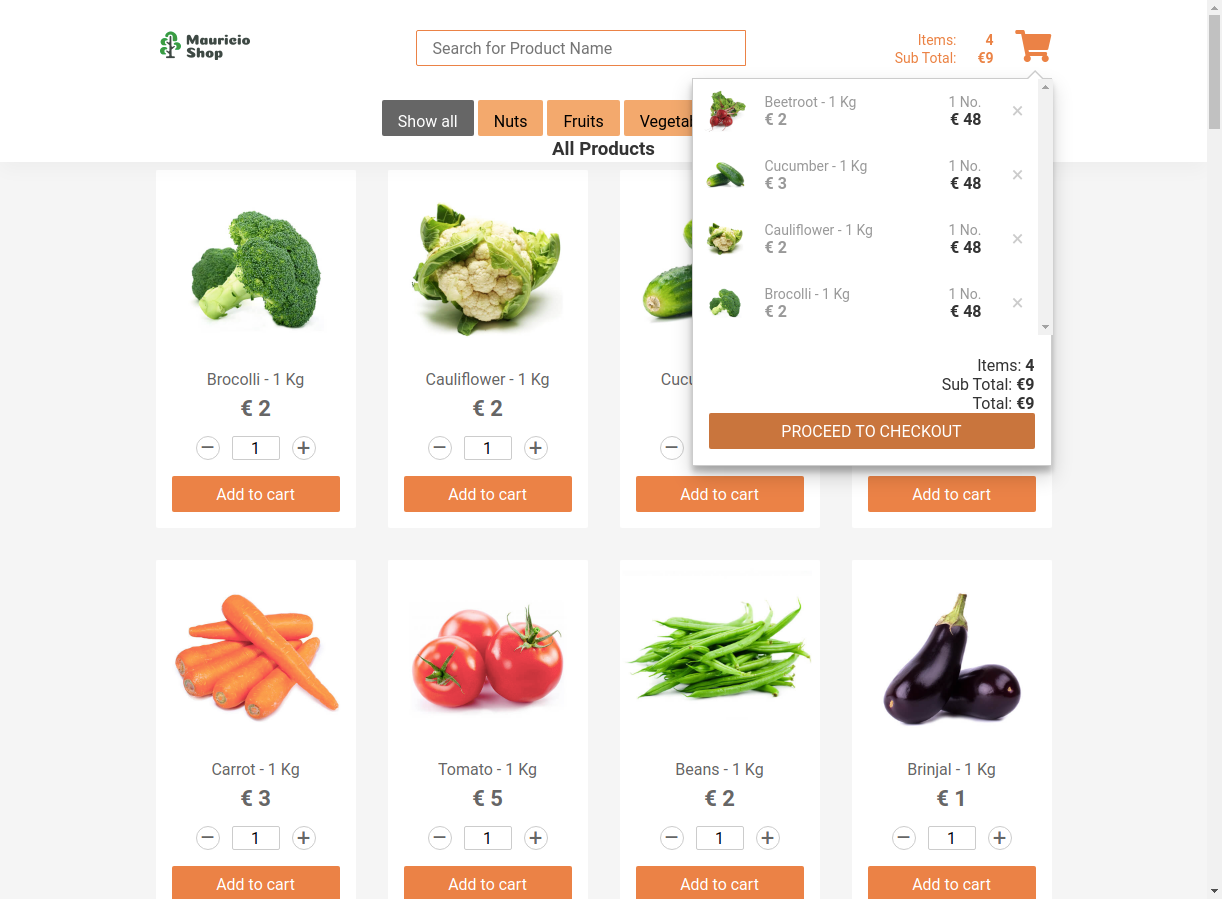 Mauricio
Shop
Search for Product Name
Items: 4
Sub Total: €9
Show all
Nuts
Fruits
Vegetal
All Products
Beetroot - 1 Kg
1 No.
×
€ 2
€ 48
Cucumber - 1 Kg
1 No.
×
€ 3
€ 48
Cauliflower - 1 Kg
1 No.
×
€ 2
€ 48
Brocolli - 1 Kg
1 No.
×
€ 2
€ 48
Items: 4
Sub Total: €9
Total: €9
PROCEED TO CHECKOUT
Brocolli - 1 Kg
€ 2
− 1 +
Add to cart
Cauliflower - 1 Kg
€ 2
− 1 +
Add to cart
Cucu
−
Add to cart
Add to cart
Carrot - 1 Kg
€ 3
− 1 +
Add to cart
Tomato - 1 Kg
€ 5
− 1 +
Add to cart
Beans - 1 Kg
€ 2
− 1 +
Add to cart
Brinjal - 1 Kg
€ 1
− 1 +
Add to cart